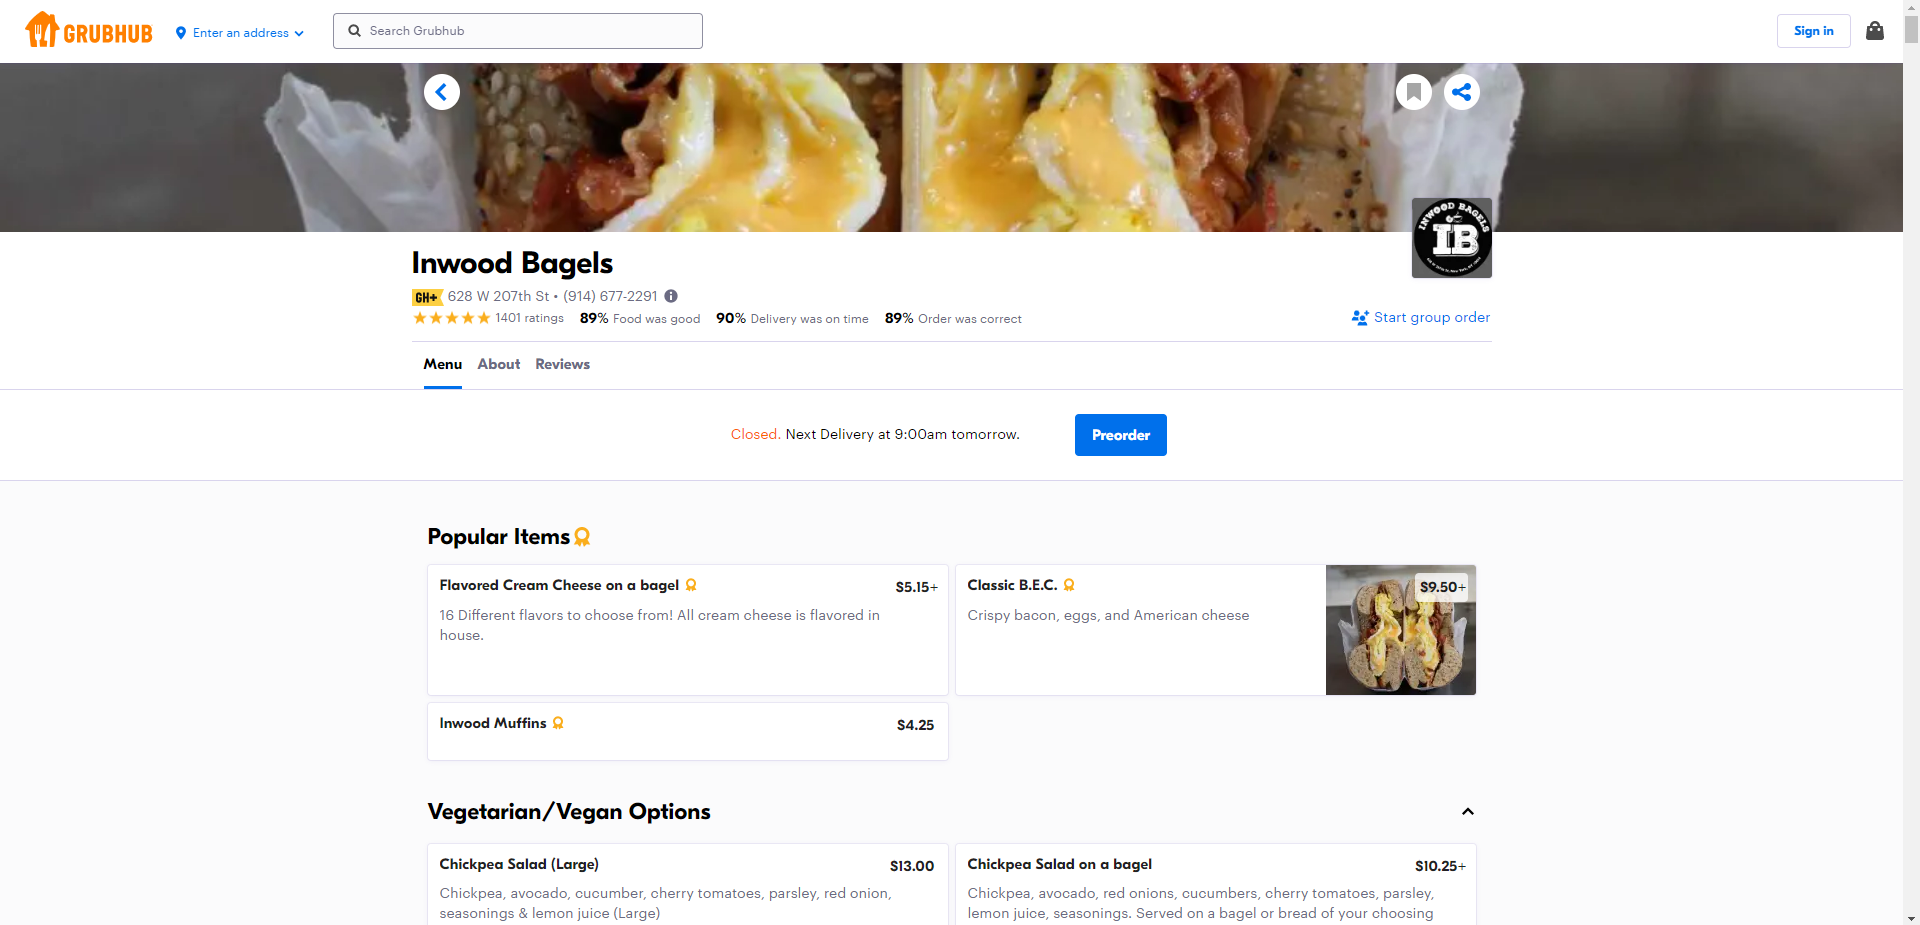 GRUBHUB
Enter an address
Search Grubhub
Sign in
INWOOD BAGELS
IB
Inwood Bagels
GH+ 628 W 207th St • (914) 677-2291
1401 ratings 89% Food was good 90% Delivery was on time 89% Order was correct
Start group order
Menu About Reviews
Closed. Next Delivery at 9:00am tomorrow.
Preorder
Popular Items
Flavored Cream Cheese on a bagel $5.15+
16 Different flavors to choose from! All cream cheese is flavored in
house.
Classic B.E.C. $9.50+
Crispy bacon, eggs, and American cheese
Inwood Muffins $4.25
Vegetarian/Vegan Options
Chickpea Salad (Large) $13.00
Chickpea, avocado, cucumber, cherry tomatoes, parsley, red onion,
seasonings & lemon juice (Large)
Chickpea Salad on a bagel $10.25+
Chickpea, avocado, red onions, cucumbers, cherry tomatoes, parsley,
lemon juice, seasonings. Served on a bagel or bread of your choosing